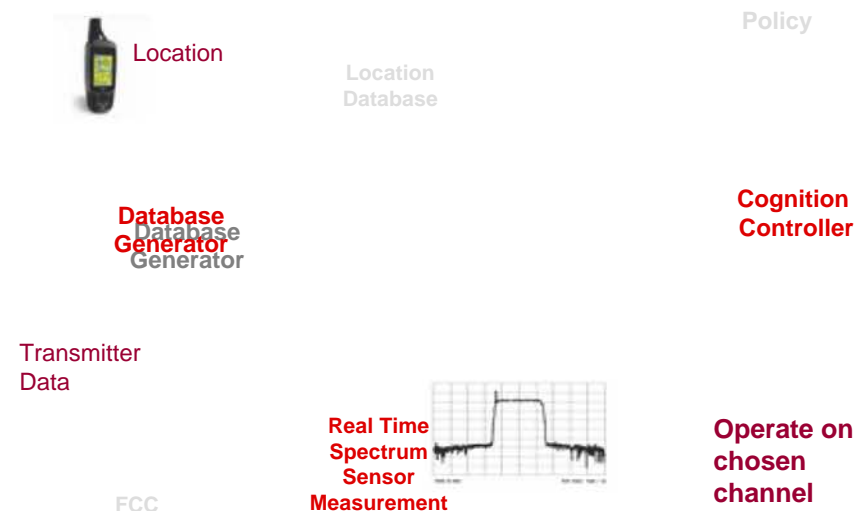 Policy
Location
Location
Database
Database
Generator
Database
Generator
Cognition
Controller
Transmitter
Data
Real Time
Spectrum
Sensor
Measurement
Operate on
chosen
channel
FCC